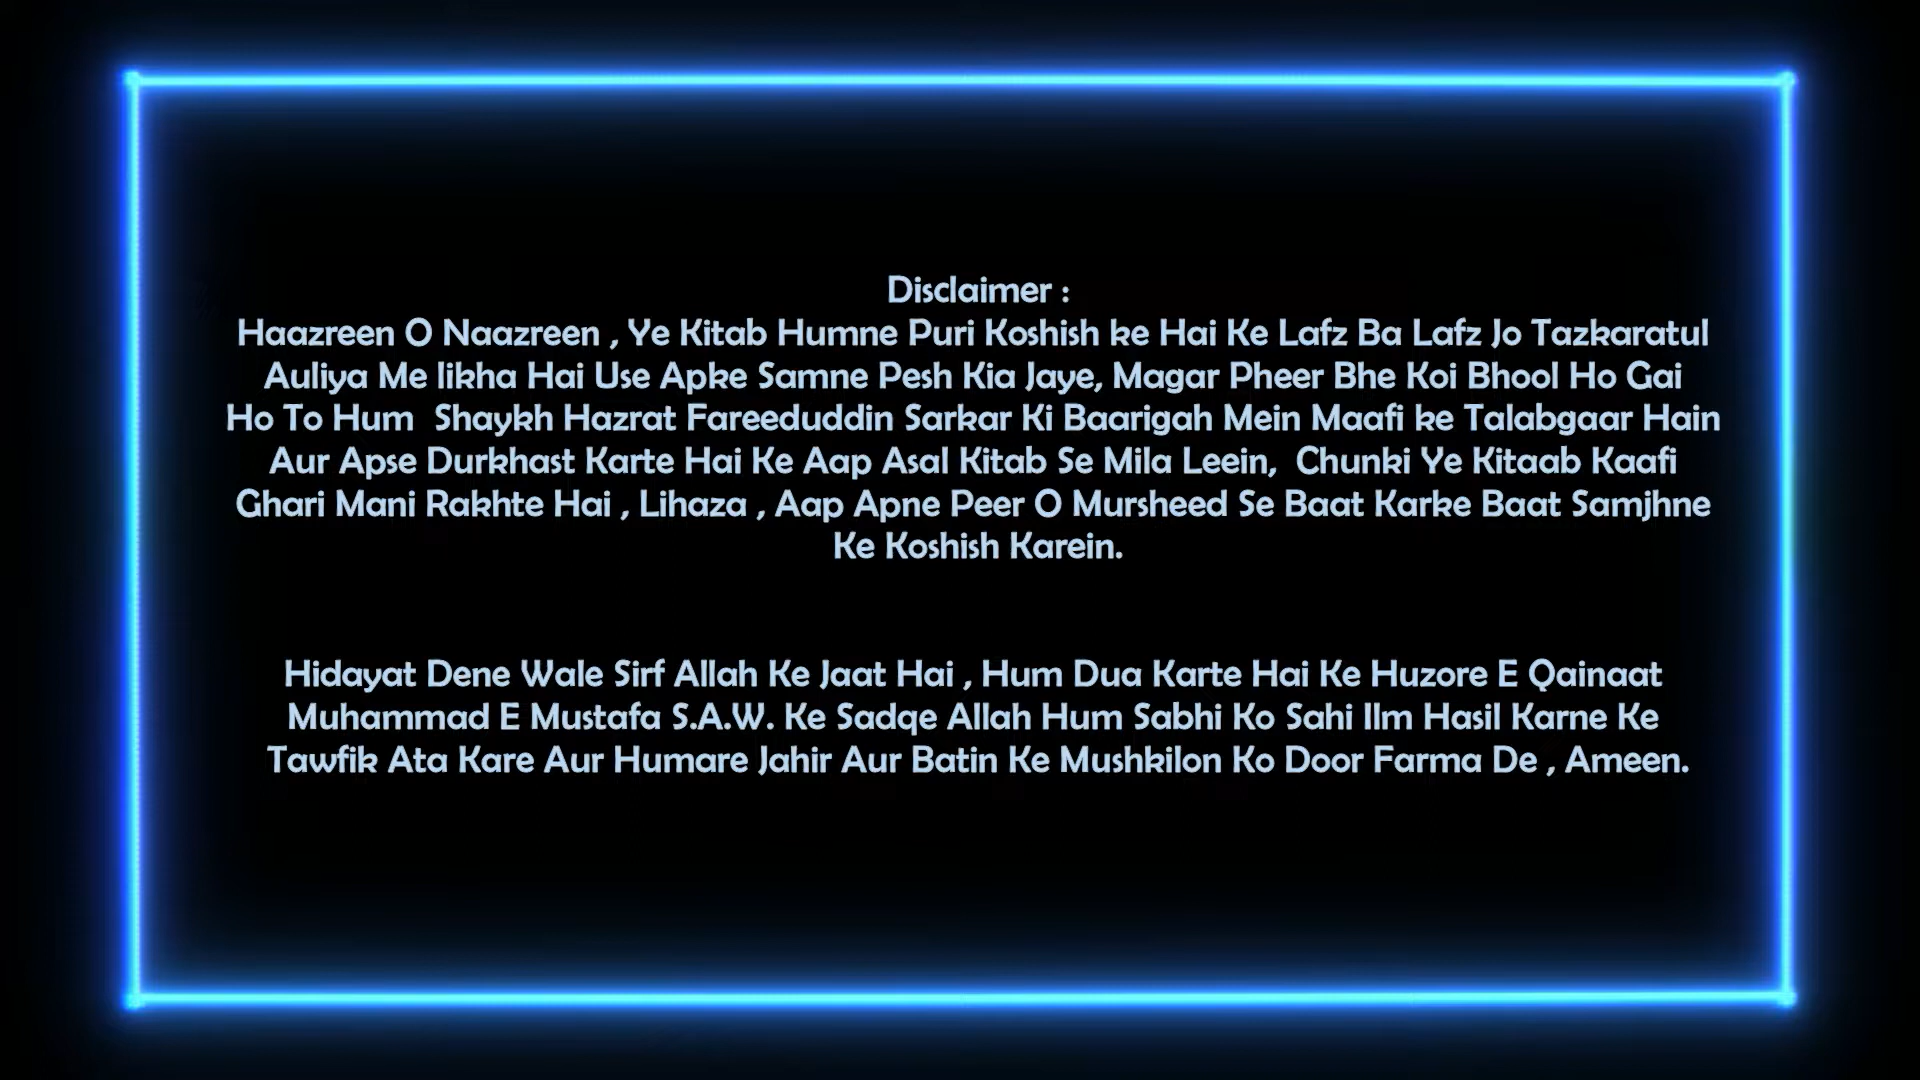 Disclaimer :
Haazreen O Naazreen , Ye Kitab Humne Puri Koshish ke Hai Ke Lafz Ba Lafz Jo Tazkaratul
Auliya Me likha Hai Use Apke Samne Pesh Kia Jaye, Magar Pheer Bhe Koi Bhool Ho Gai
Ho To Hum  Shaykh Hazrat Fareeduddin Sarkar Ki Baarigah Mein Maafi ke Talabgaar Hain
Aur Apse Durkhast Karte Hai Ke Aap Asal Kitab Se Mila Leein,  Chunki Ye Kitaab Kaafi
Ghari Mani Rakhte Hai , Lihaza , Aap Apne Peer O Mursheed Se Baat Karke Baat Samjhne
Ke Koshish Karein.
Hidayat Dene Wale Sirf Allah Ke Jaat Hai , Hum Dua Karte Hai Ke Huzore E Qainaat
Muhammad E Mustafa S.A.W. Ke Sadqe Allah Hum Sabhi Ko Sahi Ilm Hasil Karne Ke
Tawfik Ata Kare Aur Humare Jahir Aur Batin Ke Mushkilon Ko Door Farma De , Ameen.